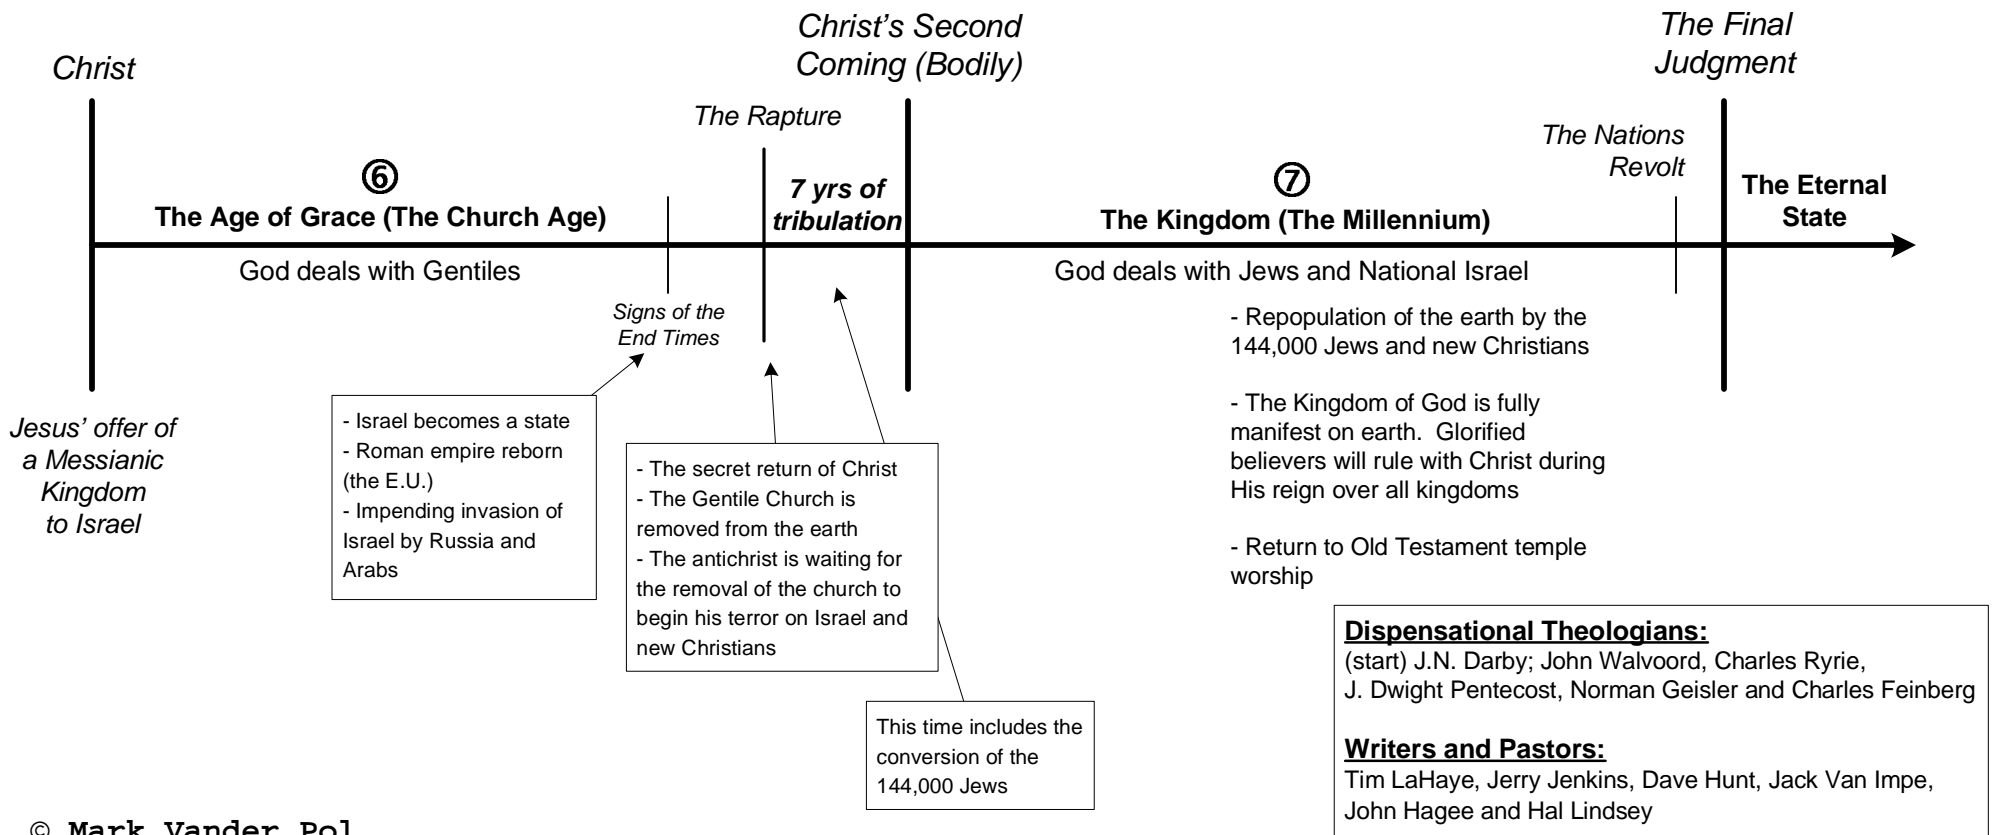 Christ
Christ's Second
Coming (Bodily)
The Final
Judgment
The Rapture
The Nations
Revolt
⑥
The Age of Grace (The Church Age)
7 yrs of
tribulation
⑦
The Kingdom (The Millennium)
The Eternal
State
God deals with Gentiles
God deals with Jews and National Israel
Signs of the
End Times
Jesus' offer of
a Messianic
Kingdom
to Israel
- Israel becomes a state
- Roman empire reborn
(the E.U.)
- Impending invasion of
Israel by Russia and
Arabs
- The secret return of Christ
- The Gentile Church is
removed from the earth
- The antichrist is waiting for
the removal of the church to
begin his terror on Israel and
new Christians
This time includes the
conversion of the
144,000 Jews
- Repopulation of the earth by the
144,000 Jews and new Christians
- The Kingdom of God is fully
manifest on earth.  Glorified
believers will rule with Christ during
His reign over all kingdoms
- Return to Old Testament temple
worship
Dispensational Theologians:
(start) J.N. Darby; John Walvoord, Charles Ryrie,
J. Dwight Pentecost, Norman Geisler and Charles Feinberg
Writers and Pastors:
Tim LaHaye, Jerry Jenkins, Dave Hunt, Jack Van Impe,
John Hagee and Hal Lindsey
© Mark Vander Pol